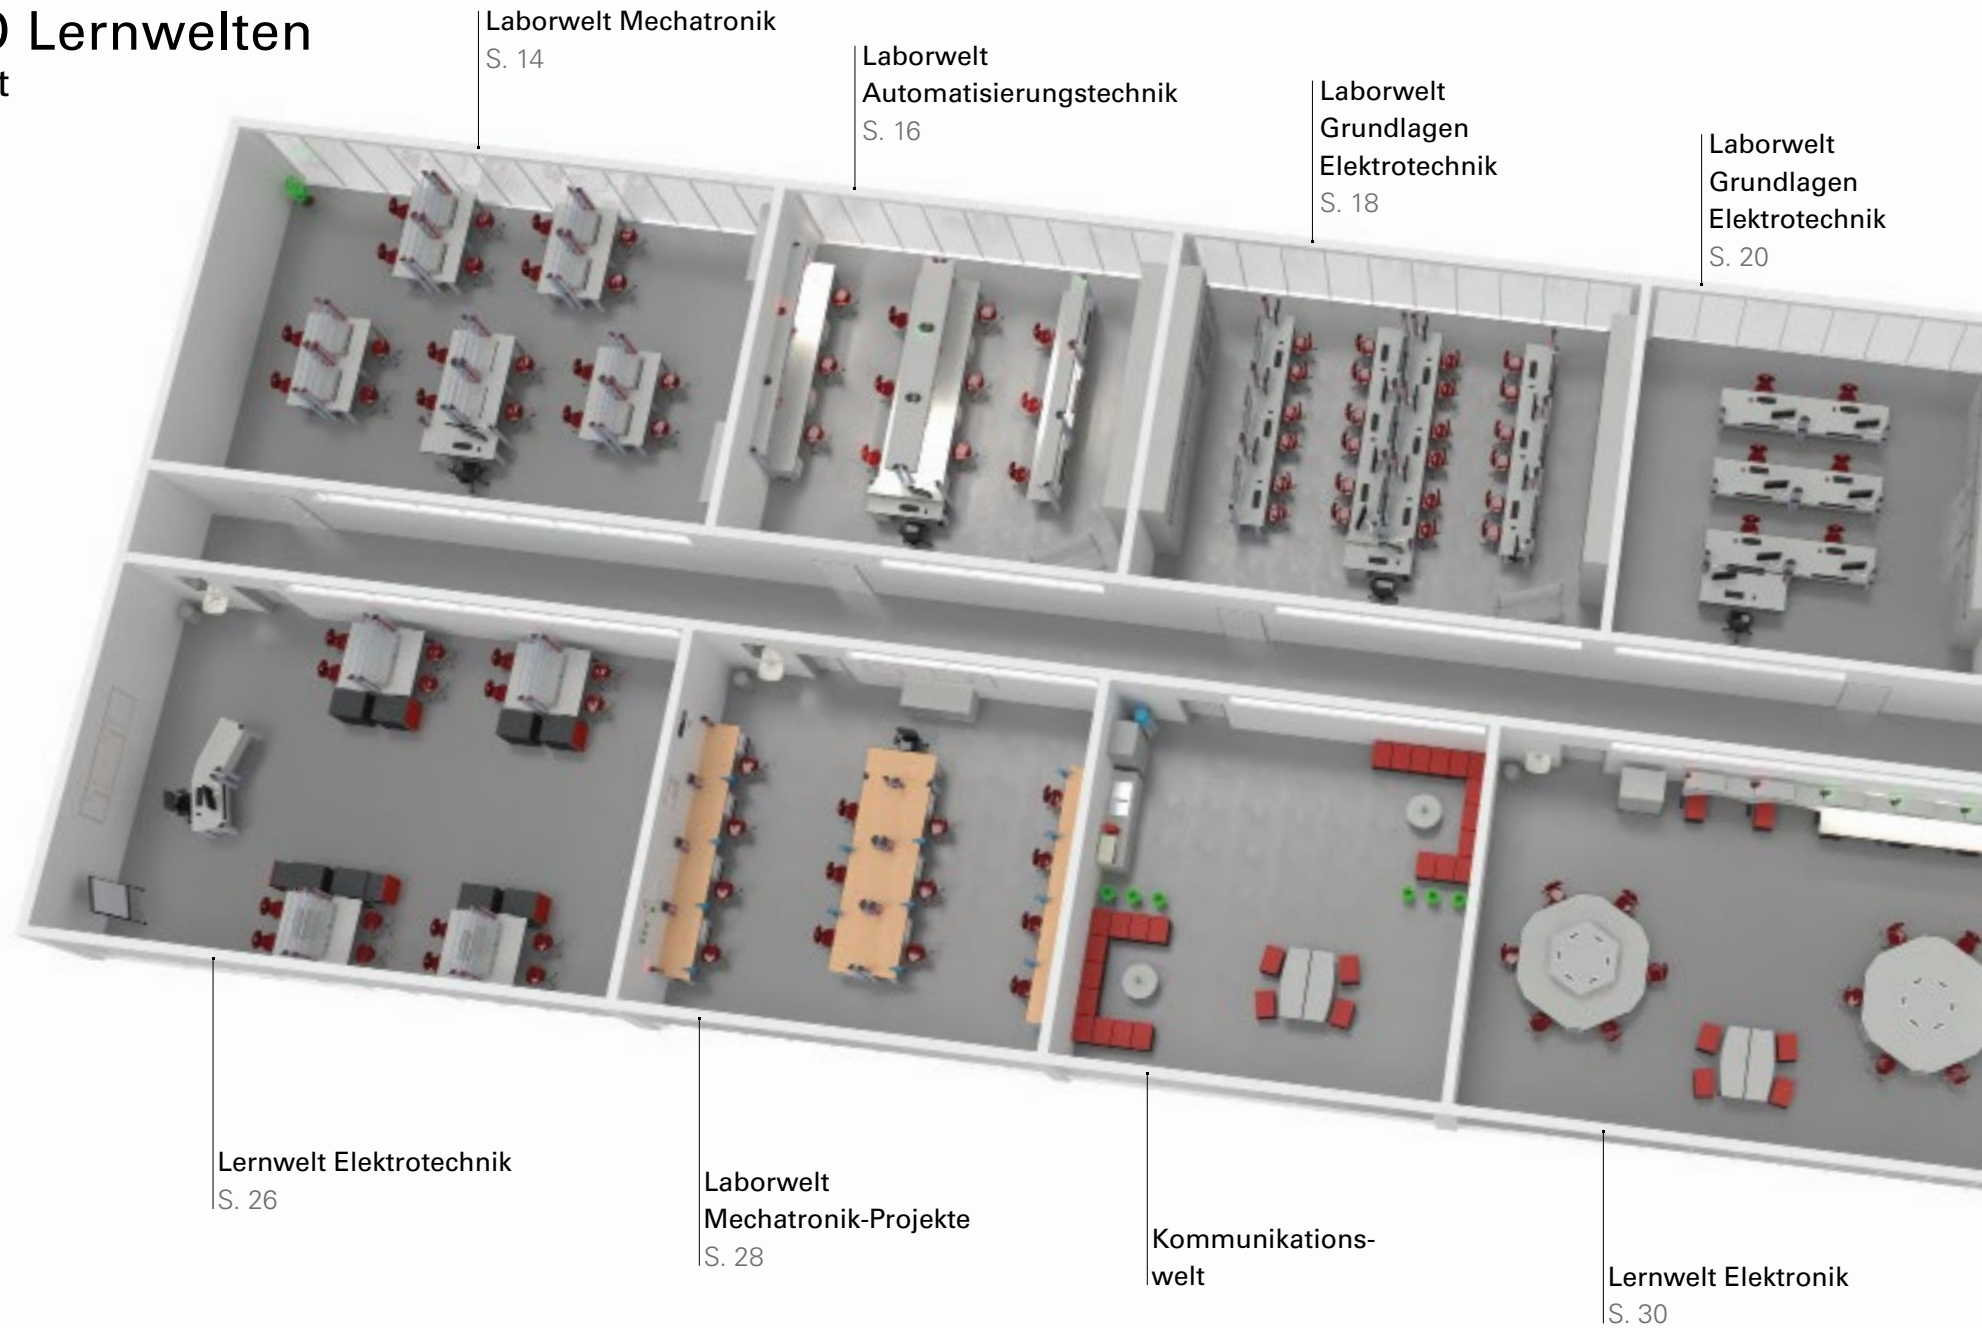 Lernwelten
Laborwelt Mechatronik
S. 14
Laborwelt
Automatisierungstechnik
S. 16
Laborwelt
Grundlagen
Elektrotechnik
S. 18
Laborwelt
Grundlagen
Elektrotechnik
S. 20
Lernwelt Elektrotechnik
S. 26
Laborwelt
Mechatronik-Projekte
S. 28
Kommunikations-
welt
Lernwelt Elektronik
S. 30